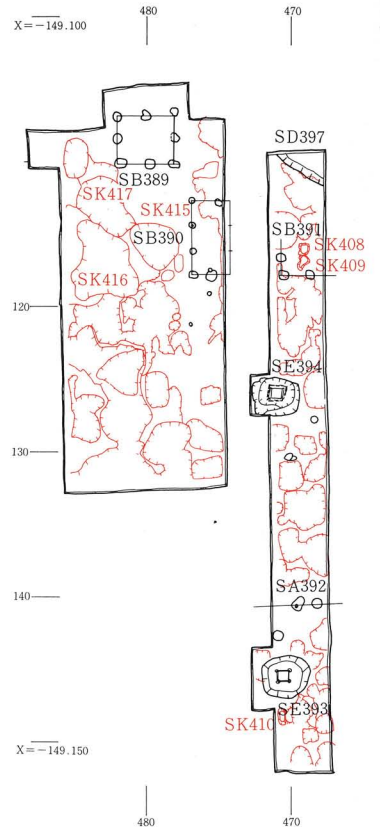 480 470
X=−149.100
SD397
SB389
SK417
SK415
SB391
SB390
SK408
SK409
SK416
120
SE394
130
SA392
140
SE393
SK410
X=−149.150
480 470